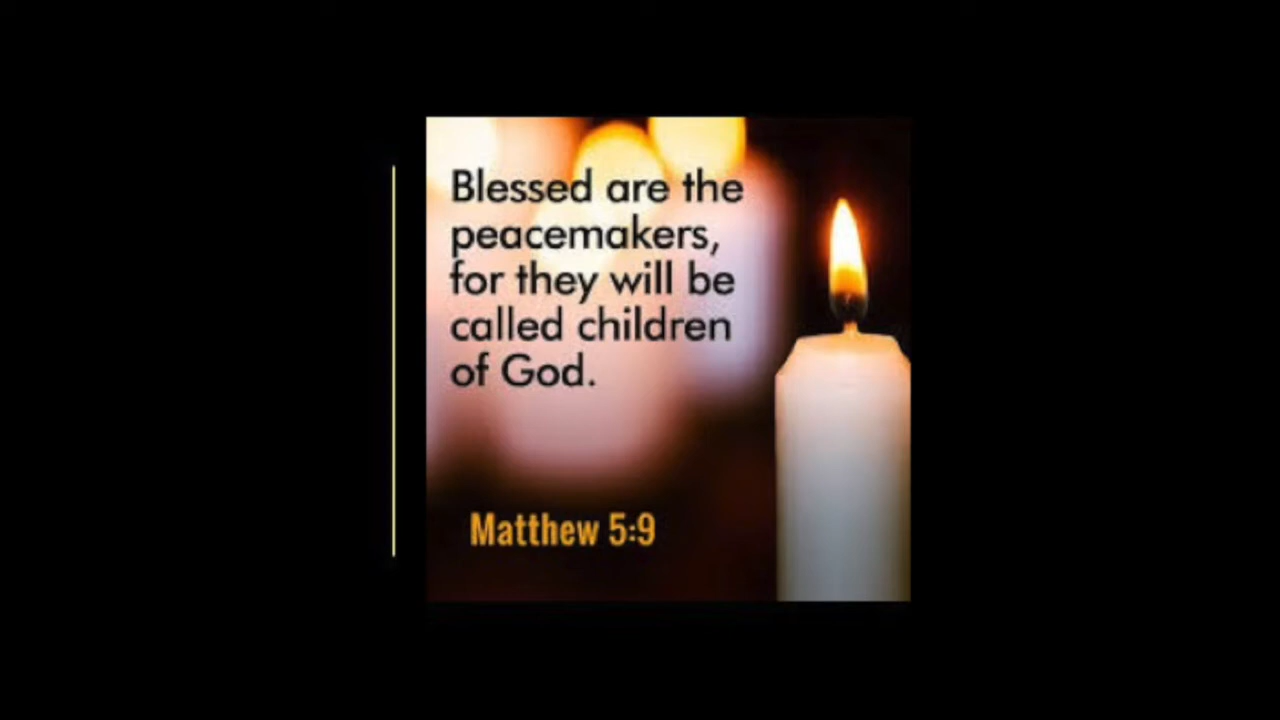 Blessed are the
peacemakers,
for they will be
called children
of God.
Matthew 5:9